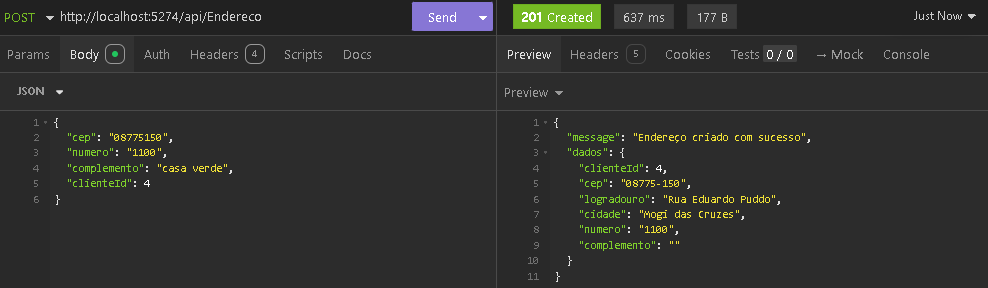 POST http://localhost:5274/api/Endereco Send 201 Created 637 ms 177 B Just Now
Params Body Auth Headers 4 Scripts Docs
Preview Headers 5 Cookies Tests 0 / 0 → Mock Console
JSON
Preview
1 {
2 "cep": "08775150",
3 "numero": "1100",
4 "complemento": "casa verde",
5 "clienteId": 4
6 }
1 {
2 "message": "Endereço criado com sucesso",
3 "dados": {
4 "clienteId": 4,
5 "cep": "08775-150",
6 "logradouro": "Rua Eduardo Puddo",
7 "cidade": "Mogi das Cruzes",
8 "numero": "1100",
9 "complemento": ""
10 }
11 }